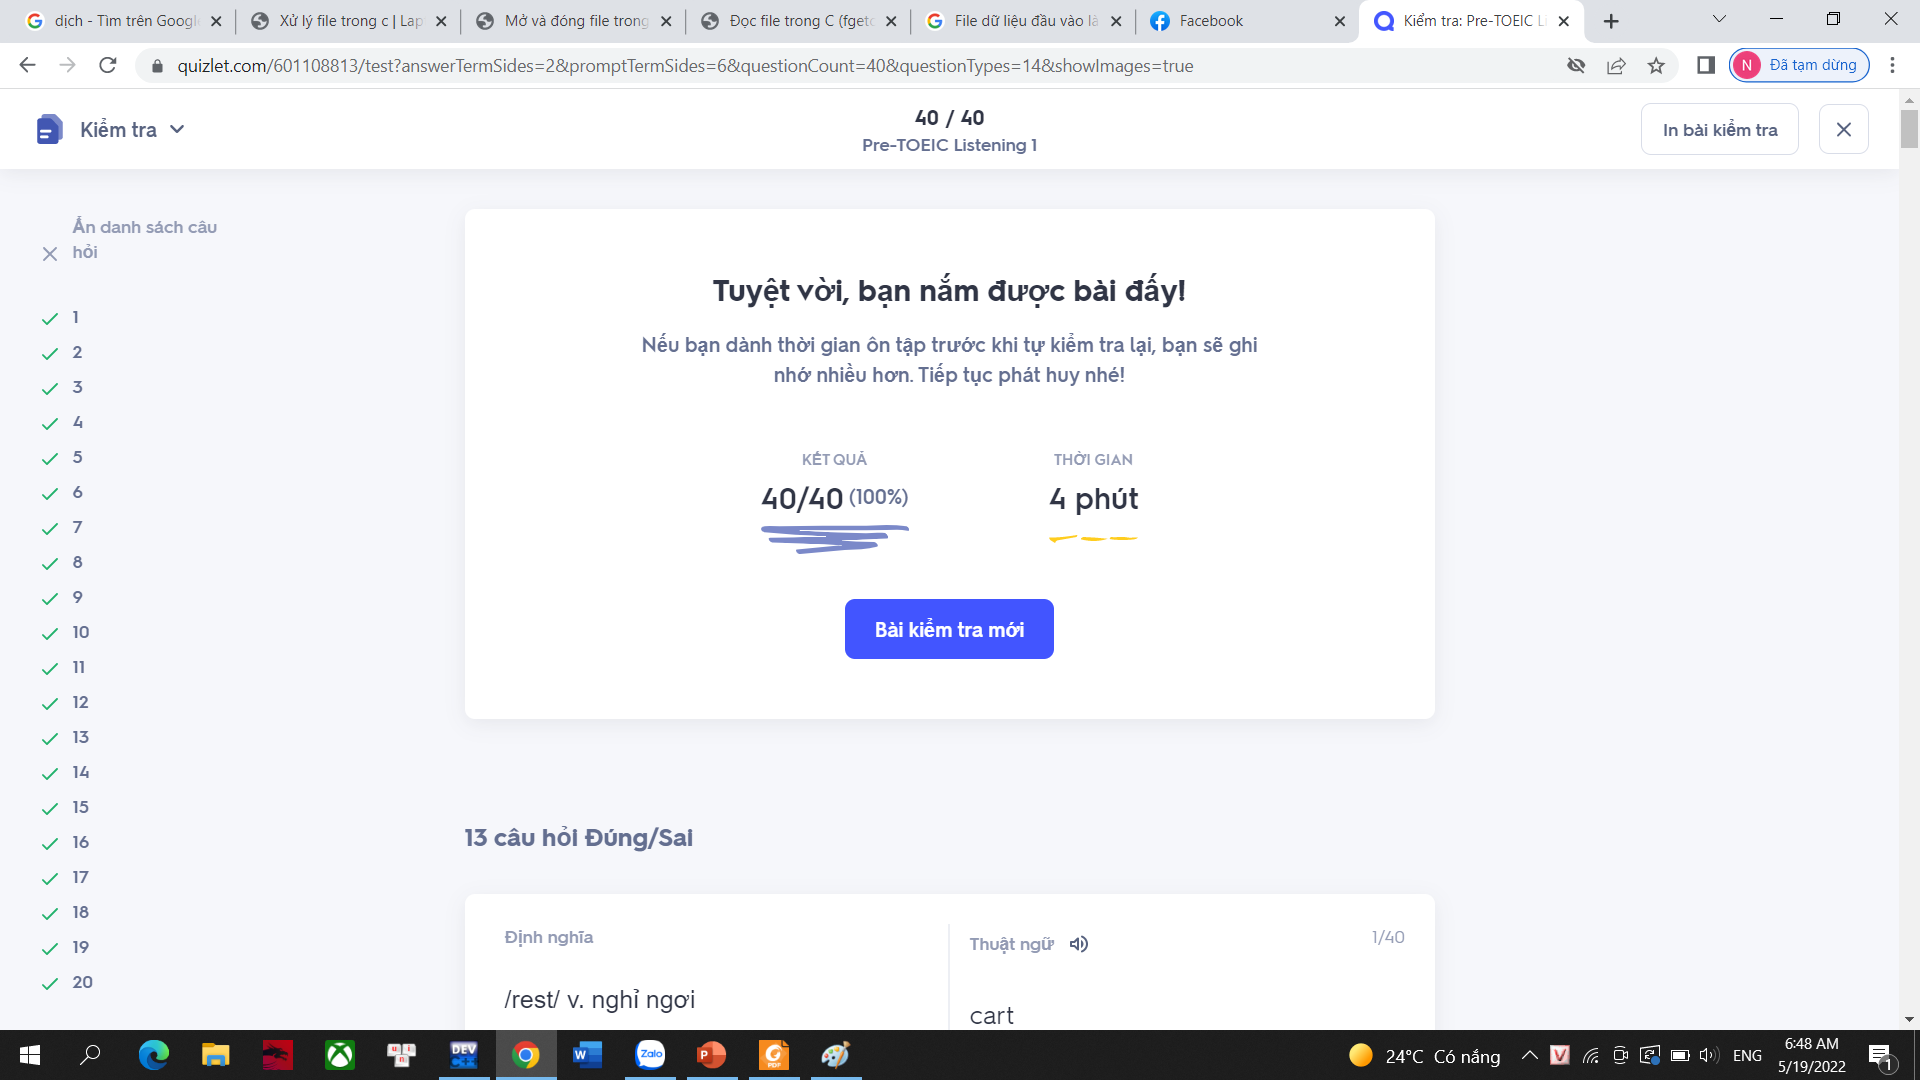 dịch - Tìm trên Google
Xử lý file trong c | Lap
Mở và đóng file trong
Đọc file trong C (fgetc
File dữ liệu đầu vào là
Facebook
Kiểm tra: Pre-TOEIC Li
quizlet.com/601108813/test?answerTermSides=2&promptTermSides=6&questionCount=40&questionTypes=14&showImages=true
N
Đã tạm dừng
Kiểm tra
40 / 40
Pre-TOEIC Listening 1
In bài kiểm tra
Ẩn danh sách câu
hỏi
1
2
3
4
5
6
7
8
9
10
11
12
13
14
15
16
17
18
19
20
Tuyệt vời, bạn nắm được bài đấy!
Nếu bạn dành thời gian ôn tập trước khi tự kiểm tra lại, bạn sẽ ghi
nhớ nhiều hơn. Tiếp tục phát huy nhé!
KẾT QUẢ
40/40 (100%)
THỜI GIAN
4 phút
Bài kiểm tra mới
13 câu hỏi Đúng/Sai
Định nghĩa
/rest/ v. nghỉ ngơi
Thuật ngữ
1/40
cart
DEV
C++
W
Zalo
P
PDF
24°C Có nắng
V
ENG
6:48 AM
5/19/2022
1